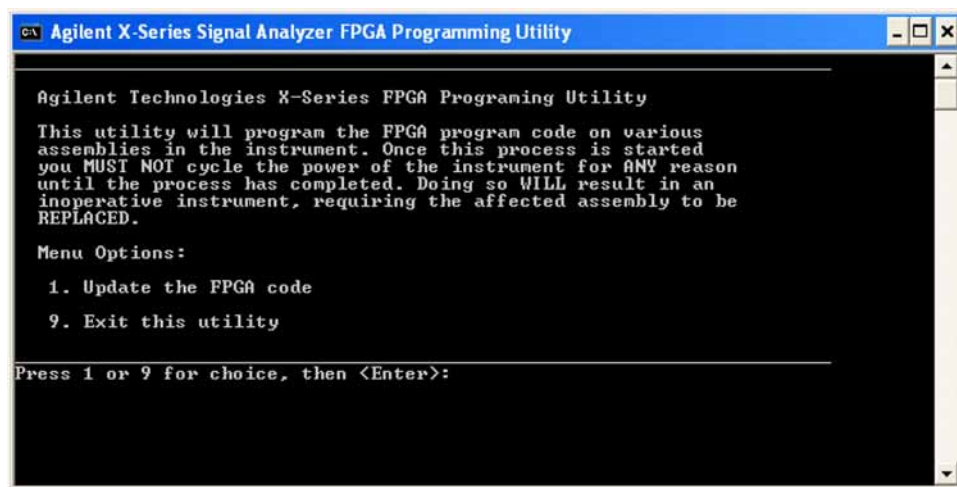 Agilent X-Series Signal Analyzer FPGA Programming Utility
Agilent Technologies X-Series FPGA Programing Utility
This utility will program the FPGA program code on various
assemblies in the instrument. Once this process is started
you MUST NOT cycle the power of the instrument for ANY reason
until the process has completed. Doing so WILL result in an
inoperative instrument, requiring the affected assembly to be
REPLACED.
Menu Options:
1. Update the FPGA code
9. Exit this utility
Press 1 or 9 for choice, then <Enter>: